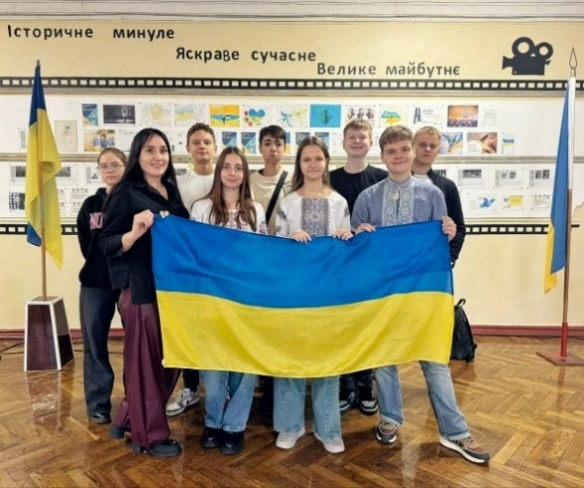 Історичне минуле
Яскраве сучасне
Велике майбутнє